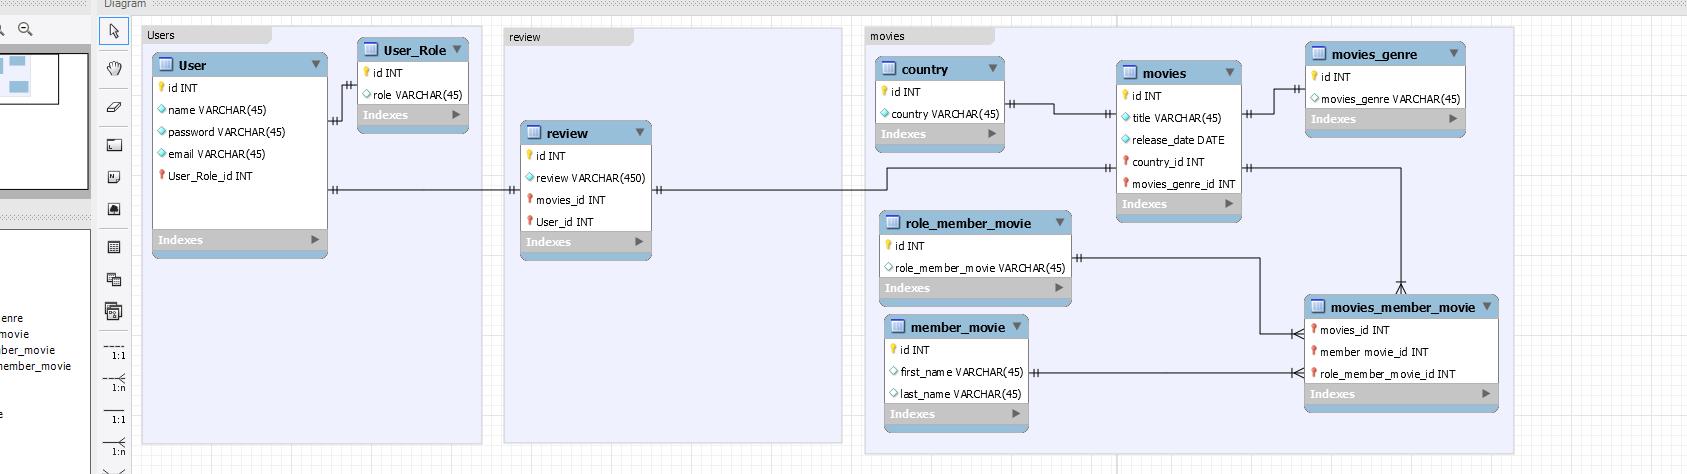 Diagram
Users
User
id INT
name VARCHAR(45)
password VARCHAR(45)
email VARCHAR(45)
User_Role_id INT
Indexes
User_Role
id INT
role VARCHAR(45)
Indexes
review
review
id INT
review VARCHAR(450)
movies_id INT
User_id INT
Indexes
movies
country
id INT
country VARCHAR(45)
Indexes
movies
id INT
title VARCHAR(45)
release_date DATE
country_id INT
movies_genre_id INT
Indexes
movies_genre
id INT
movies_genre VARCHAR(45)
Indexes
role_member_movie
id INT
role_member_movie VARCHAR(45)
Indexes
member_movie
id INT
first_name VARCHAR(45)
last_name VARCHAR(45)
Indexes
movies_member_movie
movies_id INT
member movie_id INT
role_member_movie_id INT
Indexes
enre
movie
ber_movie
member_movie
e
1:1
1:n
1:1
1:n